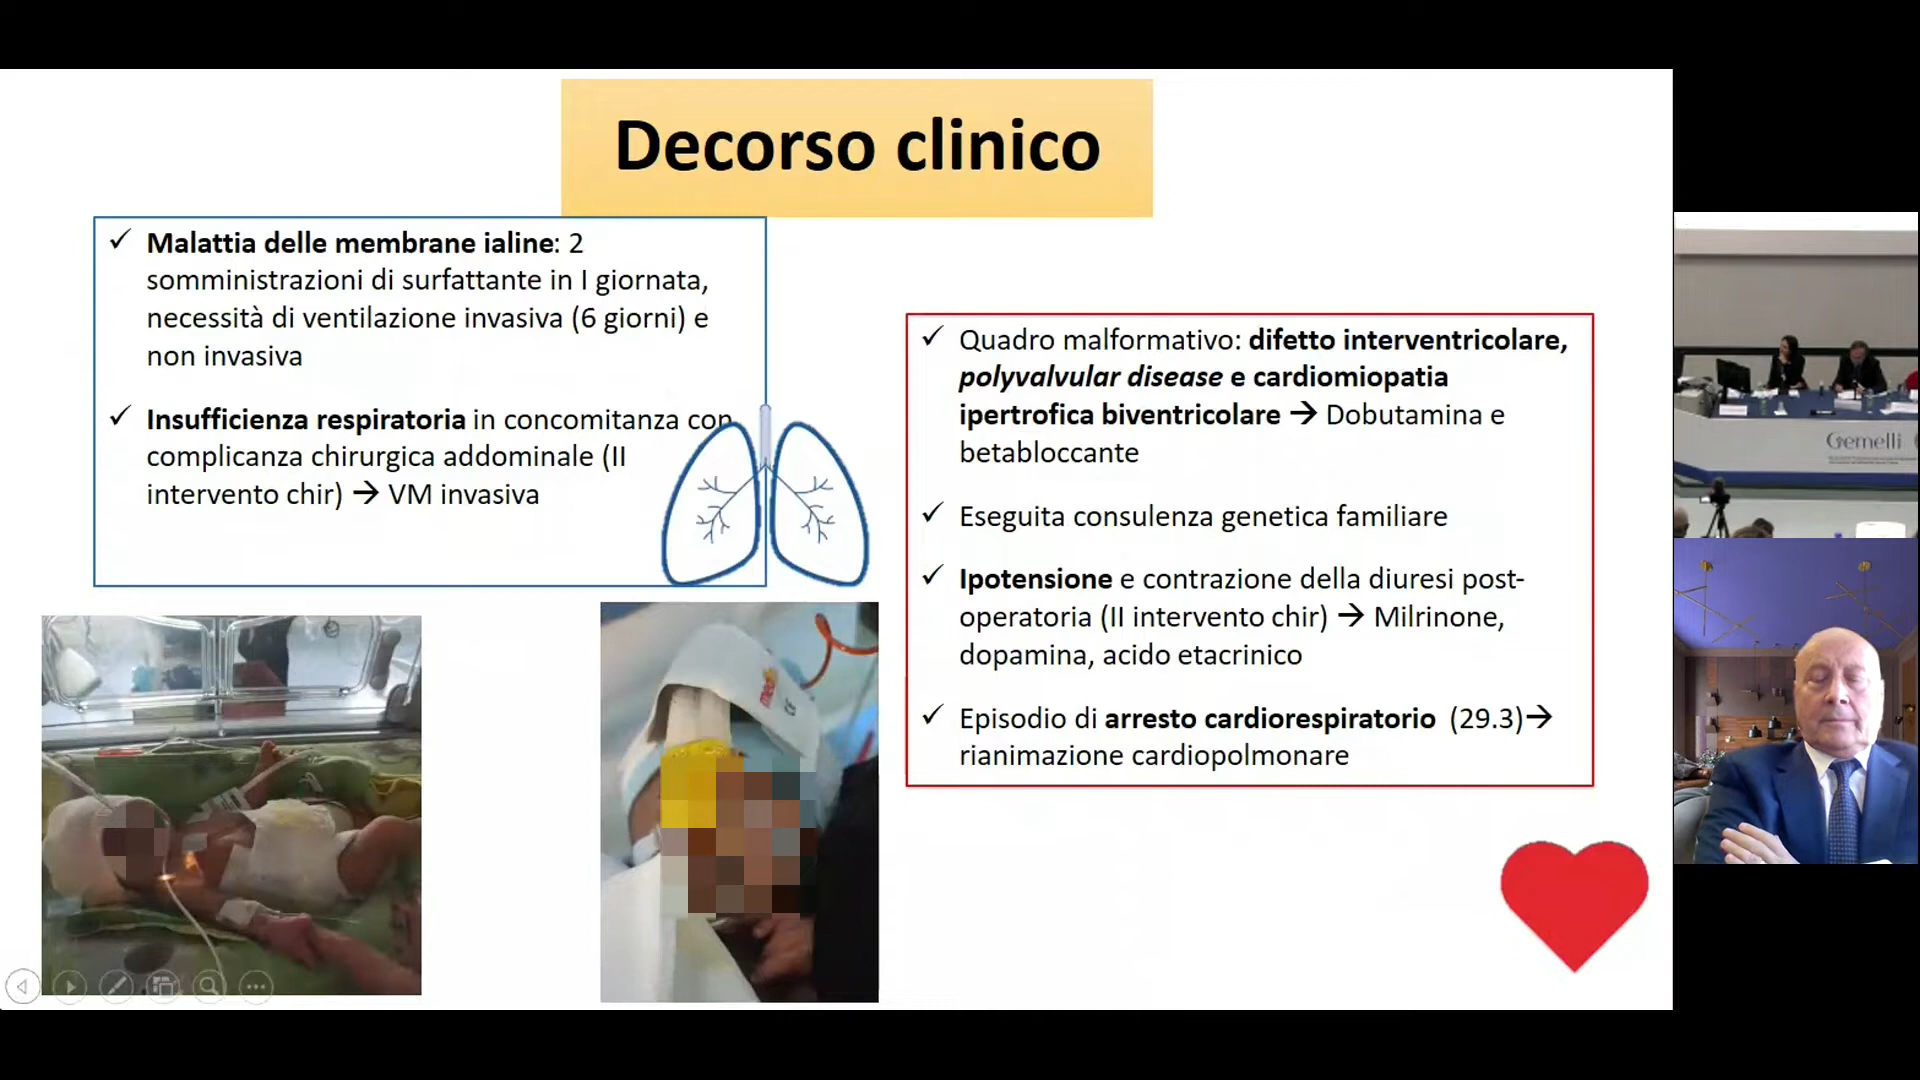 Decorso clinico
✓ Malattia delle membrane ialine: 2
somministrazioni di surfattante in I giornata,
necessità di ventilazione invasiva (6 giorni) e
non invasiva
✓ Insufficienza respiratoria in concomitanza con
complicanza chirurgica addominale (II
intervento chir) → VM invasiva
✓ Quadro malformativo: difetto interventricolare,
polyvalvular disease e cardiomiopatia
ipertrofica biventricolare → Dobutamina e
betabloccante
✓ Eseguita consulenza genetica familiare
✓ Ipotensione e contrazione della diuresi post-
operatoria (II intervento chir) → Milrinone,
dopamina, acido etacrinico
✓ Episodio di arresto cardiorespiratorio (29.3)→
rianimazione cardiopolmonare
Gemelli